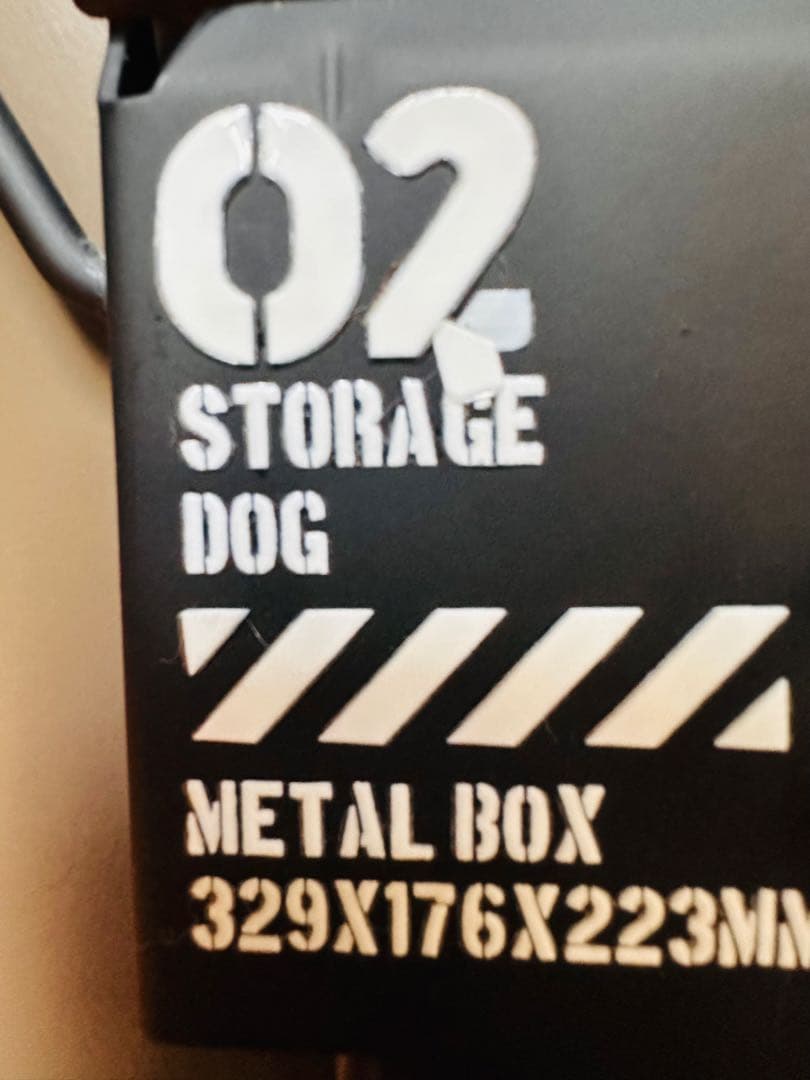 02
STORAGE
DOG
METAL BOX
329X176X223MM